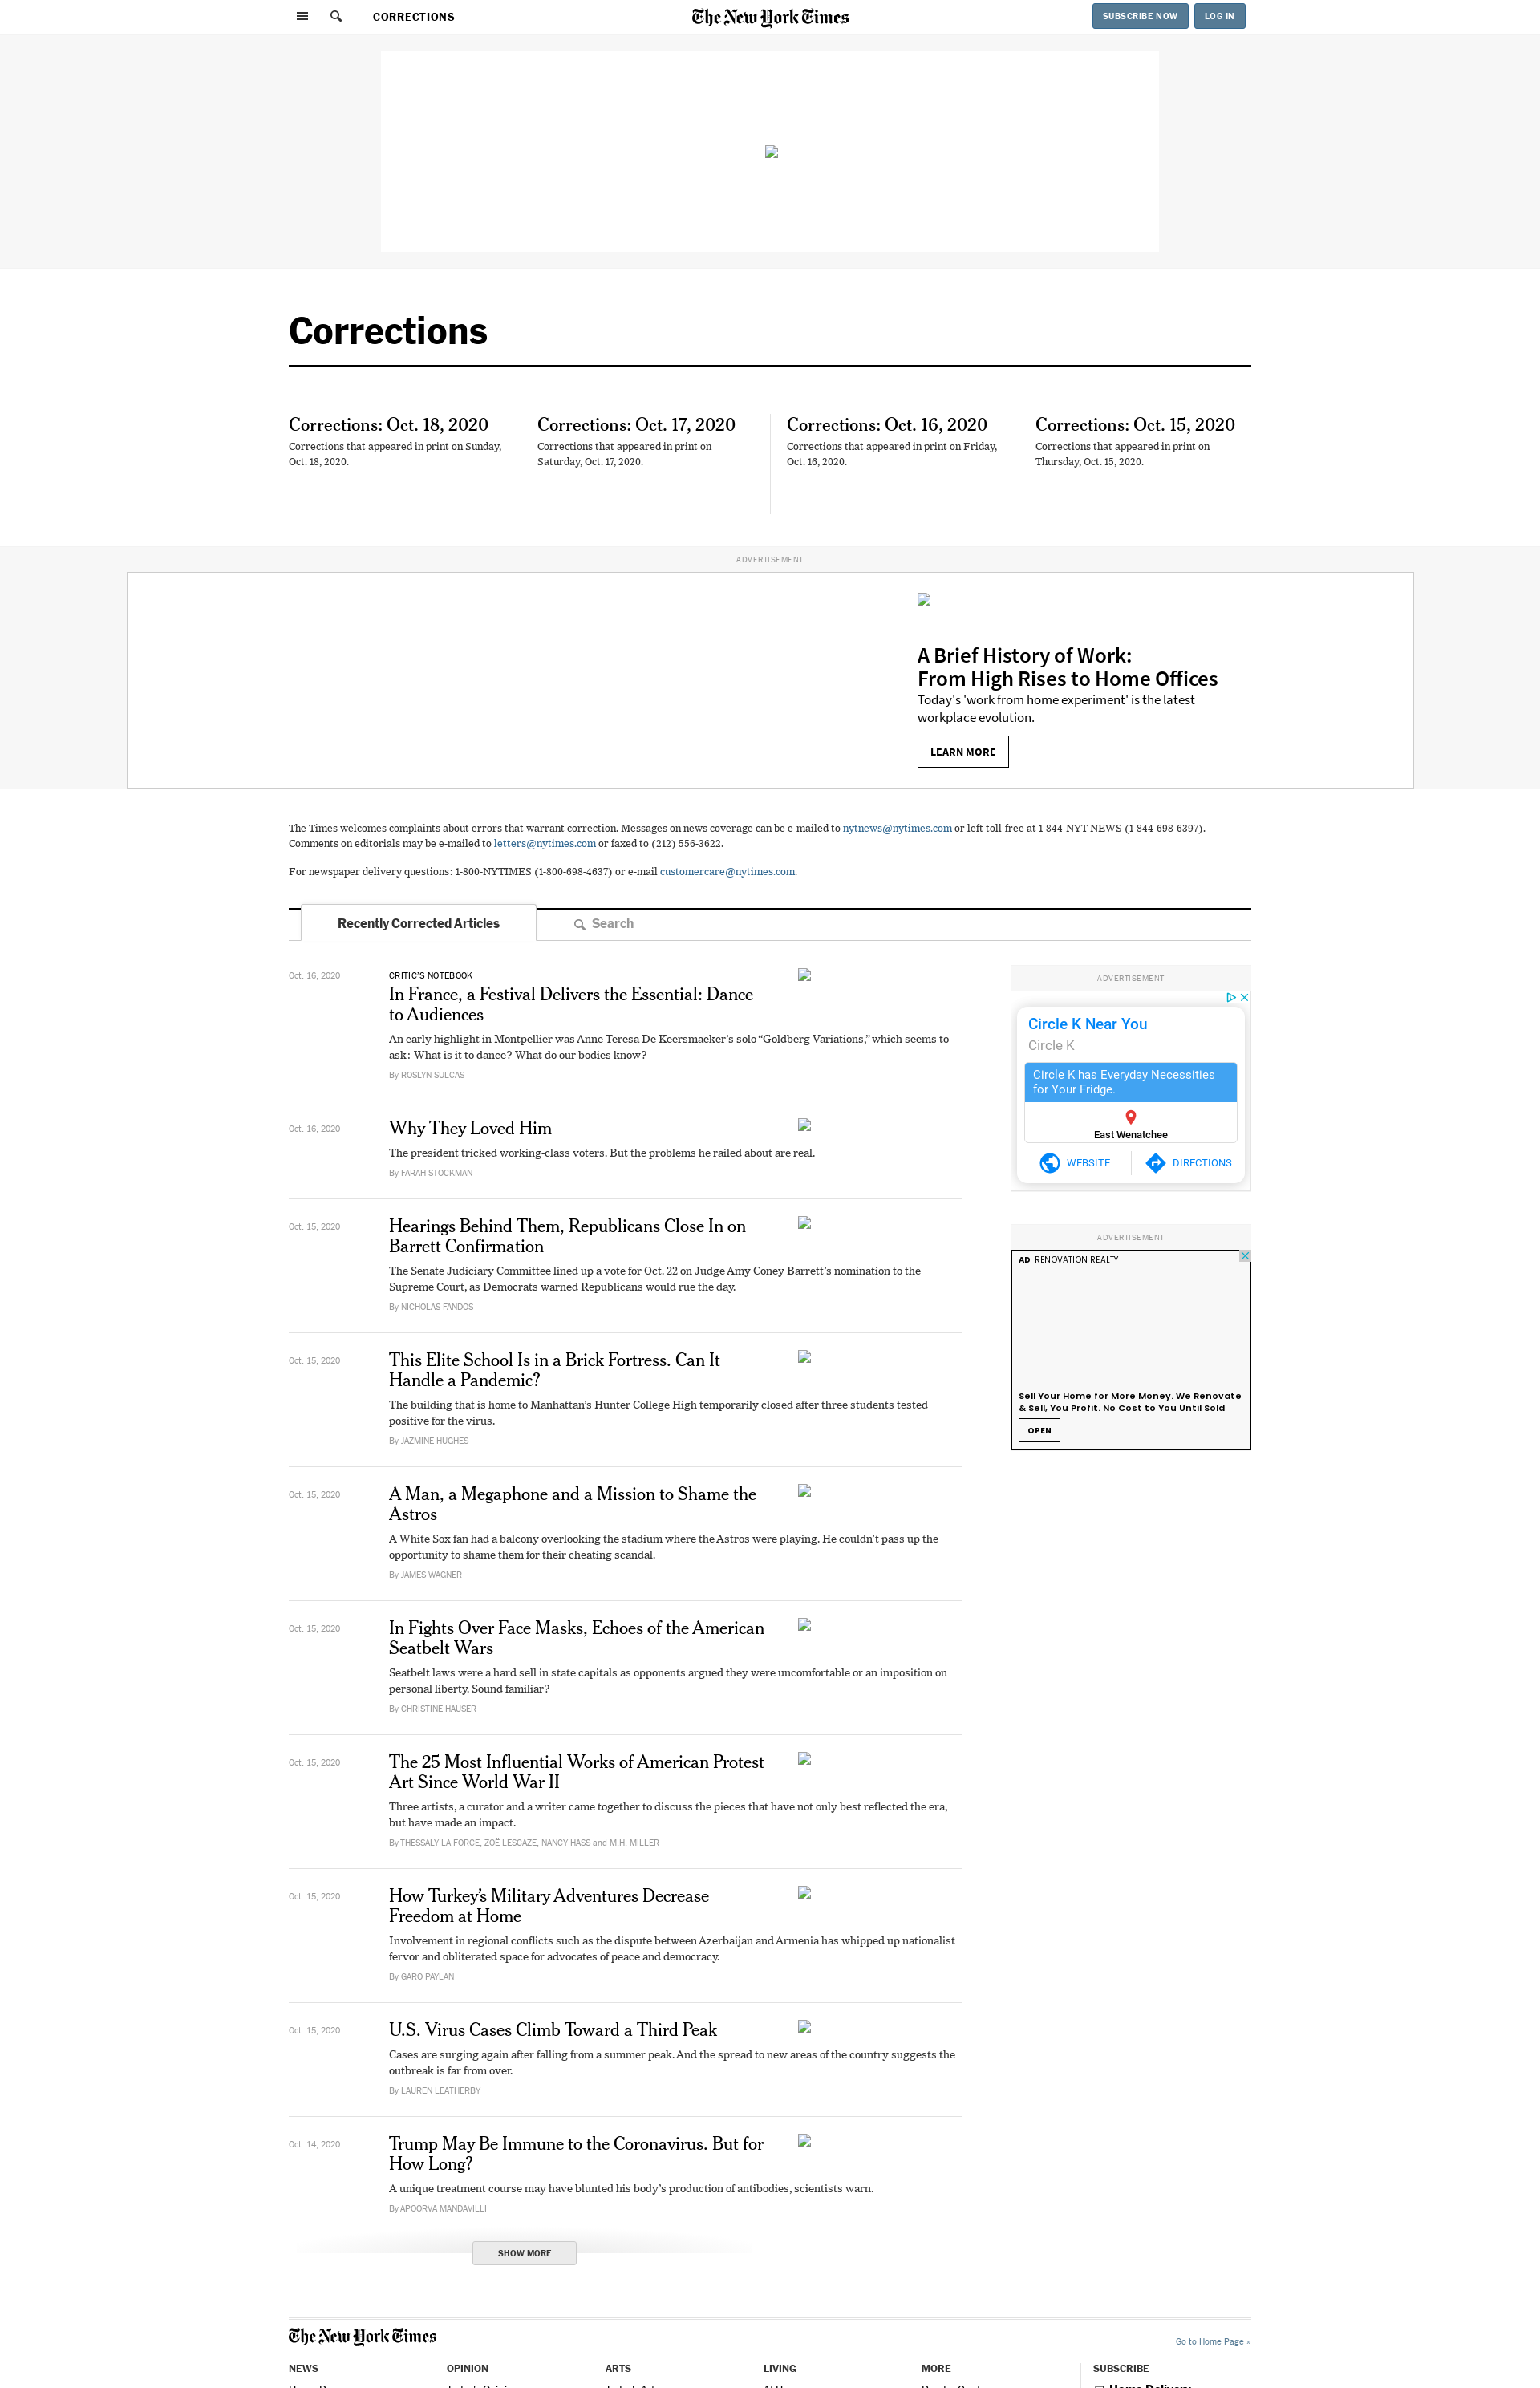 CORRECTIONS
The New York Times
SUBSCRIBE NOW
LOG IN
Corrections
Corrections: Oct. 18, 2020
Corrections that appeared in print on Sunday,
Oct. 18, 2020.
Corrections: Oct. 17, 2020
Corrections that appeared in print on
Saturday, Oct. 17, 2020.
Corrections: Oct. 16, 2020
Corrections that appeared in print on Friday,
Oct. 16, 2020.
Corrections: Oct. 15, 2020
Corrections that appeared in print on
Thursday, Oct. 15, 2020.
ADVERTISEMENT
A Brief History of Work:
From High Rises to Home Offices
Today's 'work from home experiment' is the latest
workplace evolution.
LEARN MORE
The Times welcomes complaints about errors that warrant correction. Messages on news coverage can be e-mailed to nytnews@nytimes.com or left toll-free at 1-844-NYT-NEWS (1-844-698-6397).
Comments on editorials may be e-mailed to letters@nytimes.com or faxed to (212) 556-3622.
For newspaper delivery questions: 1-800-NYTIMES (1-800-698-4637) or e-mail customercare@nytimes.com.
Recently Corrected Articles
Search
Oct. 16, 2020
CRITIC'S NOTEBOOK
In France, a Festival Delivers the Essential: Dance
to Audiences
An early highlight in Montpellier was Anne Teresa De Keersmaeker's solo “Goldberg Variations,” which seems to
ask: What is it to dance? What do our bodies know?
By ROSLYN SULCAS
Oct. 16, 2020
Why They Loved Him
The president tricked working-class voters. But the problems he railed about are real.
By FARAH STOCKMAN
Oct. 15, 2020
Hearings Behind Them, Republicans Close In on
Barrett Confirmation
The Senate Judiciary Committee lined up a vote for Oct. 22 on Judge Amy Coney Barrett's nomination to the
Supreme Court, as Democrats warned Republicans would rue the day.
By NICHOLAS FANDOS
Oct. 15, 2020
This Elite School Is in a Brick Fortress. Can It
Handle a Pandemic?
The building that is home to Manhattan's Hunter College High temporarily closed after three students tested
positive for the virus.
By JAZMINE HUGHES
Oct. 15, 2020
A Man, a Megaphone and a Mission to Shame the
Astros
A White Sox fan had a balcony overlooking the stadium where the Astros were playing. He couldn't pass up the
opportunity to shame them for their cheating scandal.
By JAMES WAGNER
Oct. 15, 2020
In Fights Over Face Masks, Echoes of the American
Seatbelt Wars
Seatbelt laws were a hard sell in state capitals as opponents argued they were uncomfortable or an imposition on
personal liberty. Sound familiar?
By CHRISTINE HAUSER
Oct. 15, 2020
The 25 Most Influential Works of American Protest
Art Since World War II
Three artists, a curator and a writer came together to discuss the pieces that have not only best reflected the era,
but have made an impact.
By THESSALY LA FORCE, ZOË LESCAZE, NANCY HASS and M.H. MILLER
Oct. 15, 2020
How Turkey's Military Adventures Decrease
Freedom at Home
Involvement in regional conflicts such as the dispute between Azerbaijan and Armenia has whipped up nationalist
fervor and obliterated space for advocates of peace and democracy.
By GARO PAYLAN
Oct. 15, 2020
U.S. Virus Cases Climb Toward a Third Peak
Cases are surging again after falling from a summer peak. And the spread to new areas of the country suggests the
outbreak is far from over.
By LAUREN LEATHERBY
Oct. 14, 2020
Trump May Be Immune to the Coronavirus. But for
How Long?
A unique treatment course may have blunted his body's production of antibodies, scientists warn.
By APOORVA MANDAVILLI
SHOW MORE
ADVERTISEMENT
Circle K Near You
Circle K
Circle K has Everyday Necessities
for Your Fridge.
East Wenatchee
WEBSITE
DIRECTIONS
ADVERTISEMENT
AD RENOVATION REALTY
Sell Your Home for More Money. We Renovate
& Sell, You Profit. No Cost to You Until Sold
OPEN
The New York Times
Go to Home Page »
NEWS
OPINION
ARTS
LIVING
MORE
SUBSCRIBE